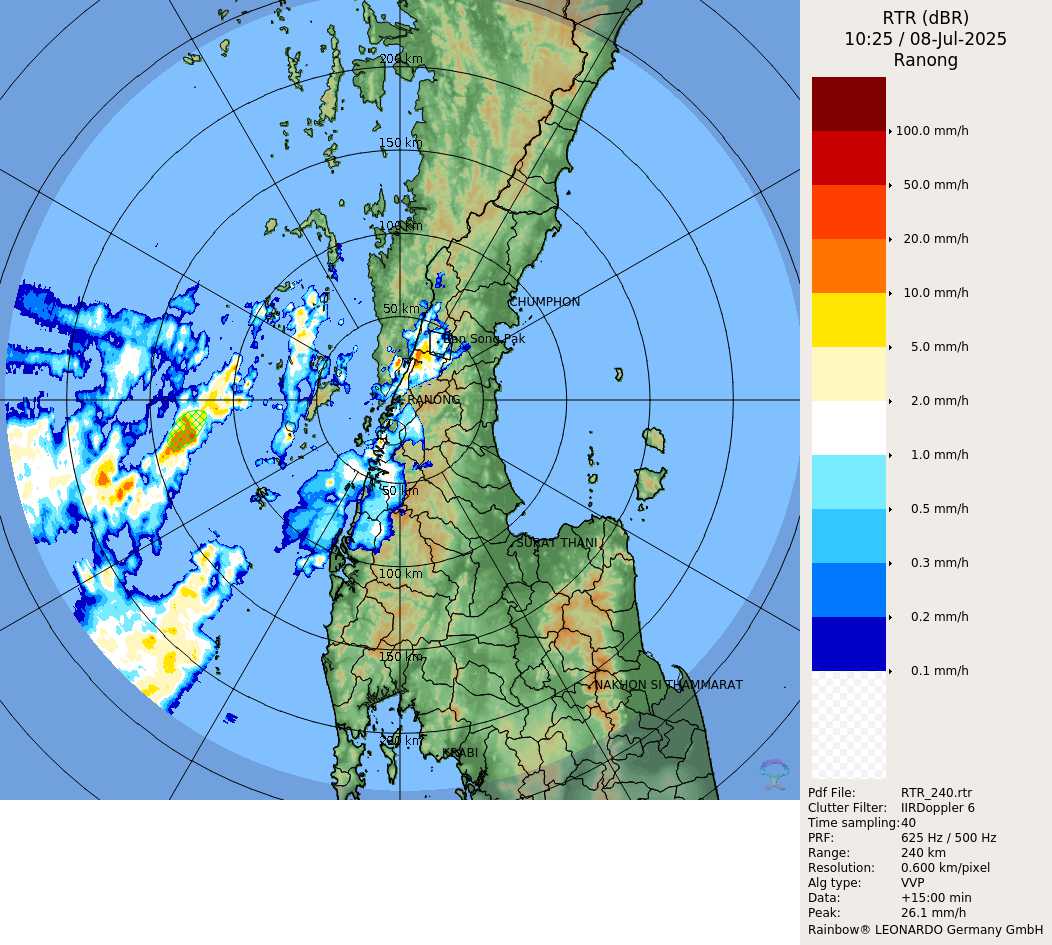 RTR (dBR)
10:25 / 08-Jul-2025
Ranong
200 km
150 km
100 km
50 km
CHUMPHON
Ban Song Pak
RANONG
50 km
SURAT THANI
100 km
150 km
NAKHON SI THAMMARAT
200 km
KRABI
100.0 mm/h
50.0 mm/h
20.0 mm/h
10.0 mm/h
5.0 mm/h
2.0 mm/h
1.0 mm/h
0.5 mm/h
0.3 mm/h
0.2 mm/h
0.1 mm/h
Pdf File: RTR_240.rtr
Clutter Filter: IIRDoppler 6
Time sampling: 40
PRF: 625 Hz / 500 Hz
Range: 240 km
Resolution: 0.600 km/pixel
Alg type: VVP
Data: +15:00 min
Peak: 26.1 mm/h
Rainbow® LEONARDO Germany GmbH